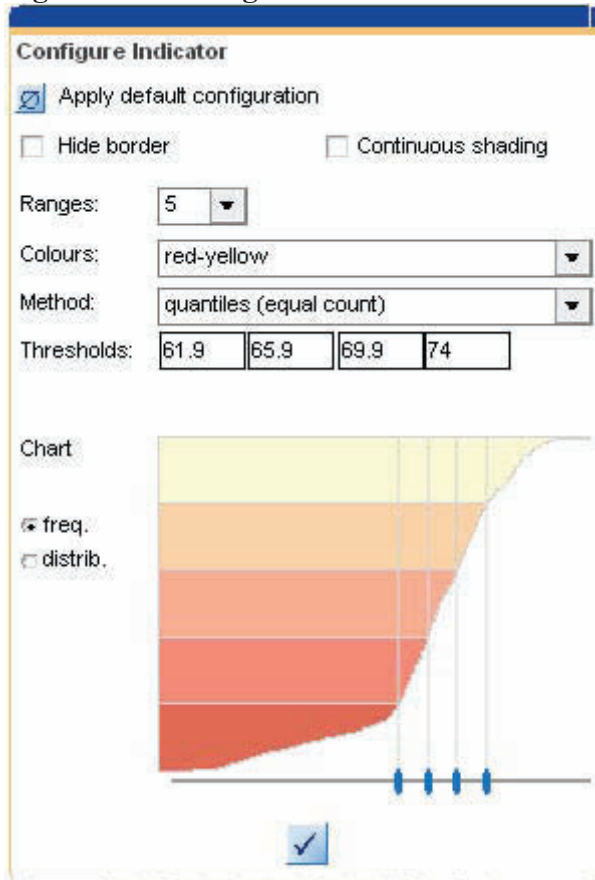 Configure Indicator
Apply default configuration
Hide border
Continuous shading
Ranges:
5
Colours:
red-yellow
Method:
quantiles (equal count)
Thresholds:
61.9
65.9
69.9
74
Chart
freq.
distrib.